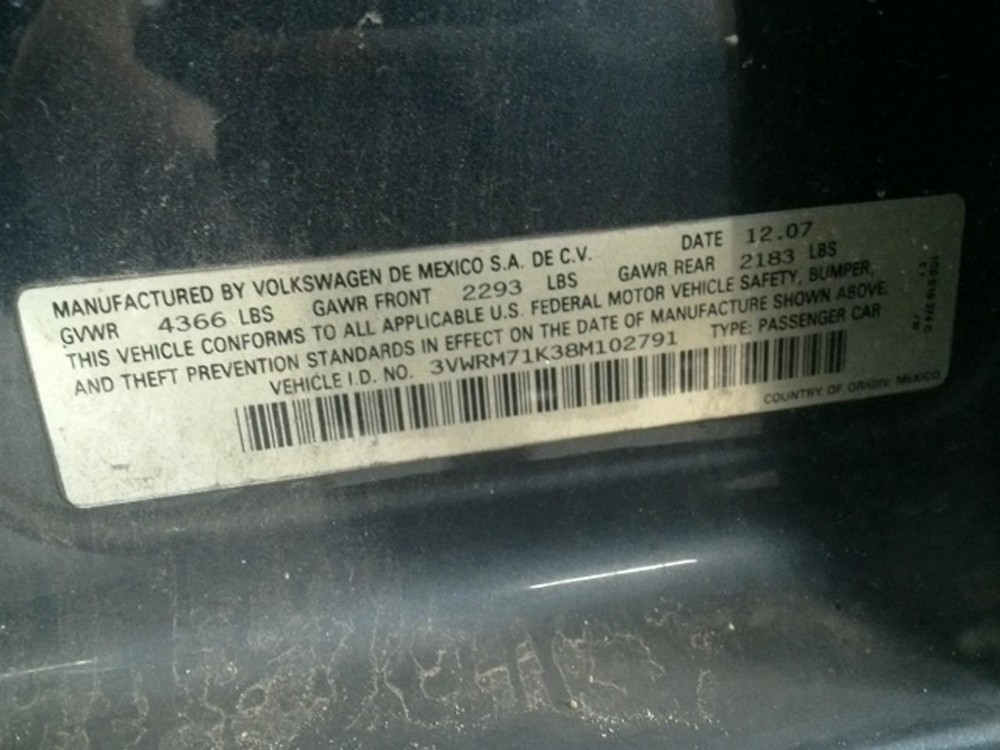 MANUFACTURED BY VOLKSWAGEN DE MEXICO S.A. DE C.V. DATE 12.07
GVWR 4366 LBS GAWR FRONT 2293 LBS GAWR REAR 2183 LBS
THIS VEHICLE CONFORMS TO ALL APPLICABLE U.S. FEDERAL MOTOR VEHICLE SAFETY, BUMPER,
AND THEFT PREVENTION STANDARDS IN EFFECT ON THE DATE OF MANUFACTURE SHOWN ABOVE.
VEHICLE I.D. NO. 3VWRM71K38M102791 TYPE: PASSENGER CAR
COUNTRY OF ORIGIN: MEXICO